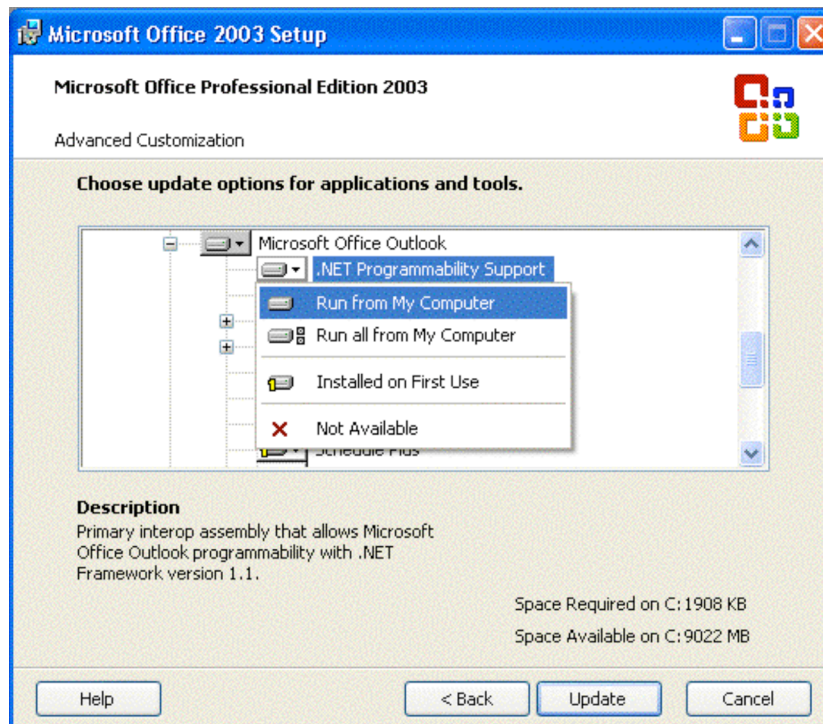 Microsoft Office 2003 Setup
Microsoft Office Professional Edition 2003
Advanced Customization
Choose update options for applications and tools.
Microsoft Office Outlook
.NET Programmability Support
Run from My Computer
Run all from My Computer
Installed on First Use
Not Available
Schedule Plus
Description
Primary interop assembly that allows Microsoft
Office Outlook programmability with .NET
Framework version 1.1.
Space Required on C: 1908 KB
Space Available on C: 9022 MB
Help
< Back
Update
Cancel